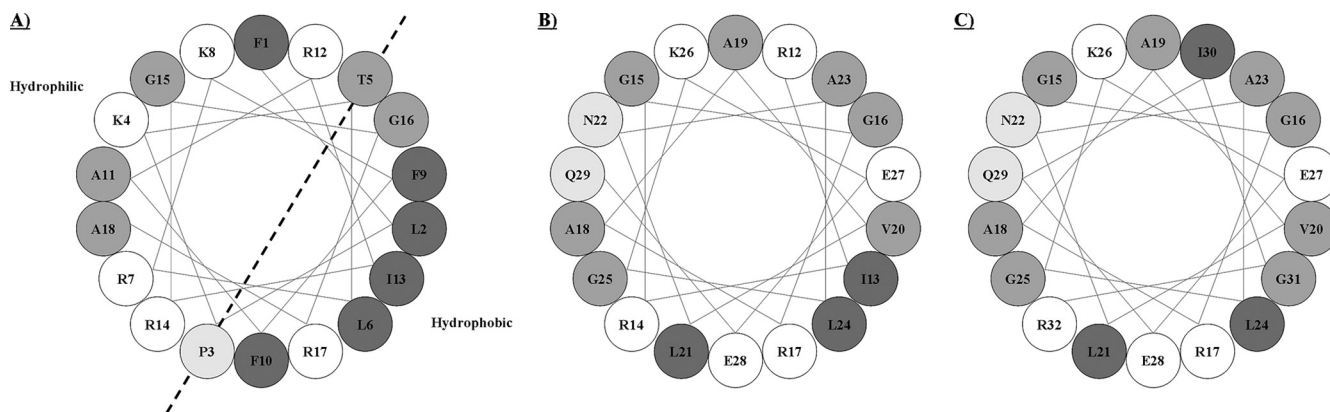 A)
K8
F1
R12
G15
T5
Hydrophilic
K4
G16
A11
F9
A18
L2
R7
I13
R14
L6
Hydrophobic
P3
F10
R17
B)
K26
A19
R12
G15
A23
N22
G16
Q29
E27
A18
V20
G25
I13
R14
L24
L21
E28
R17
C)
K26
A19
I30
G15
A23
N22
G16
Q29
E27
A18
V20
G25
G31
R32
L24
L21
E28
R17